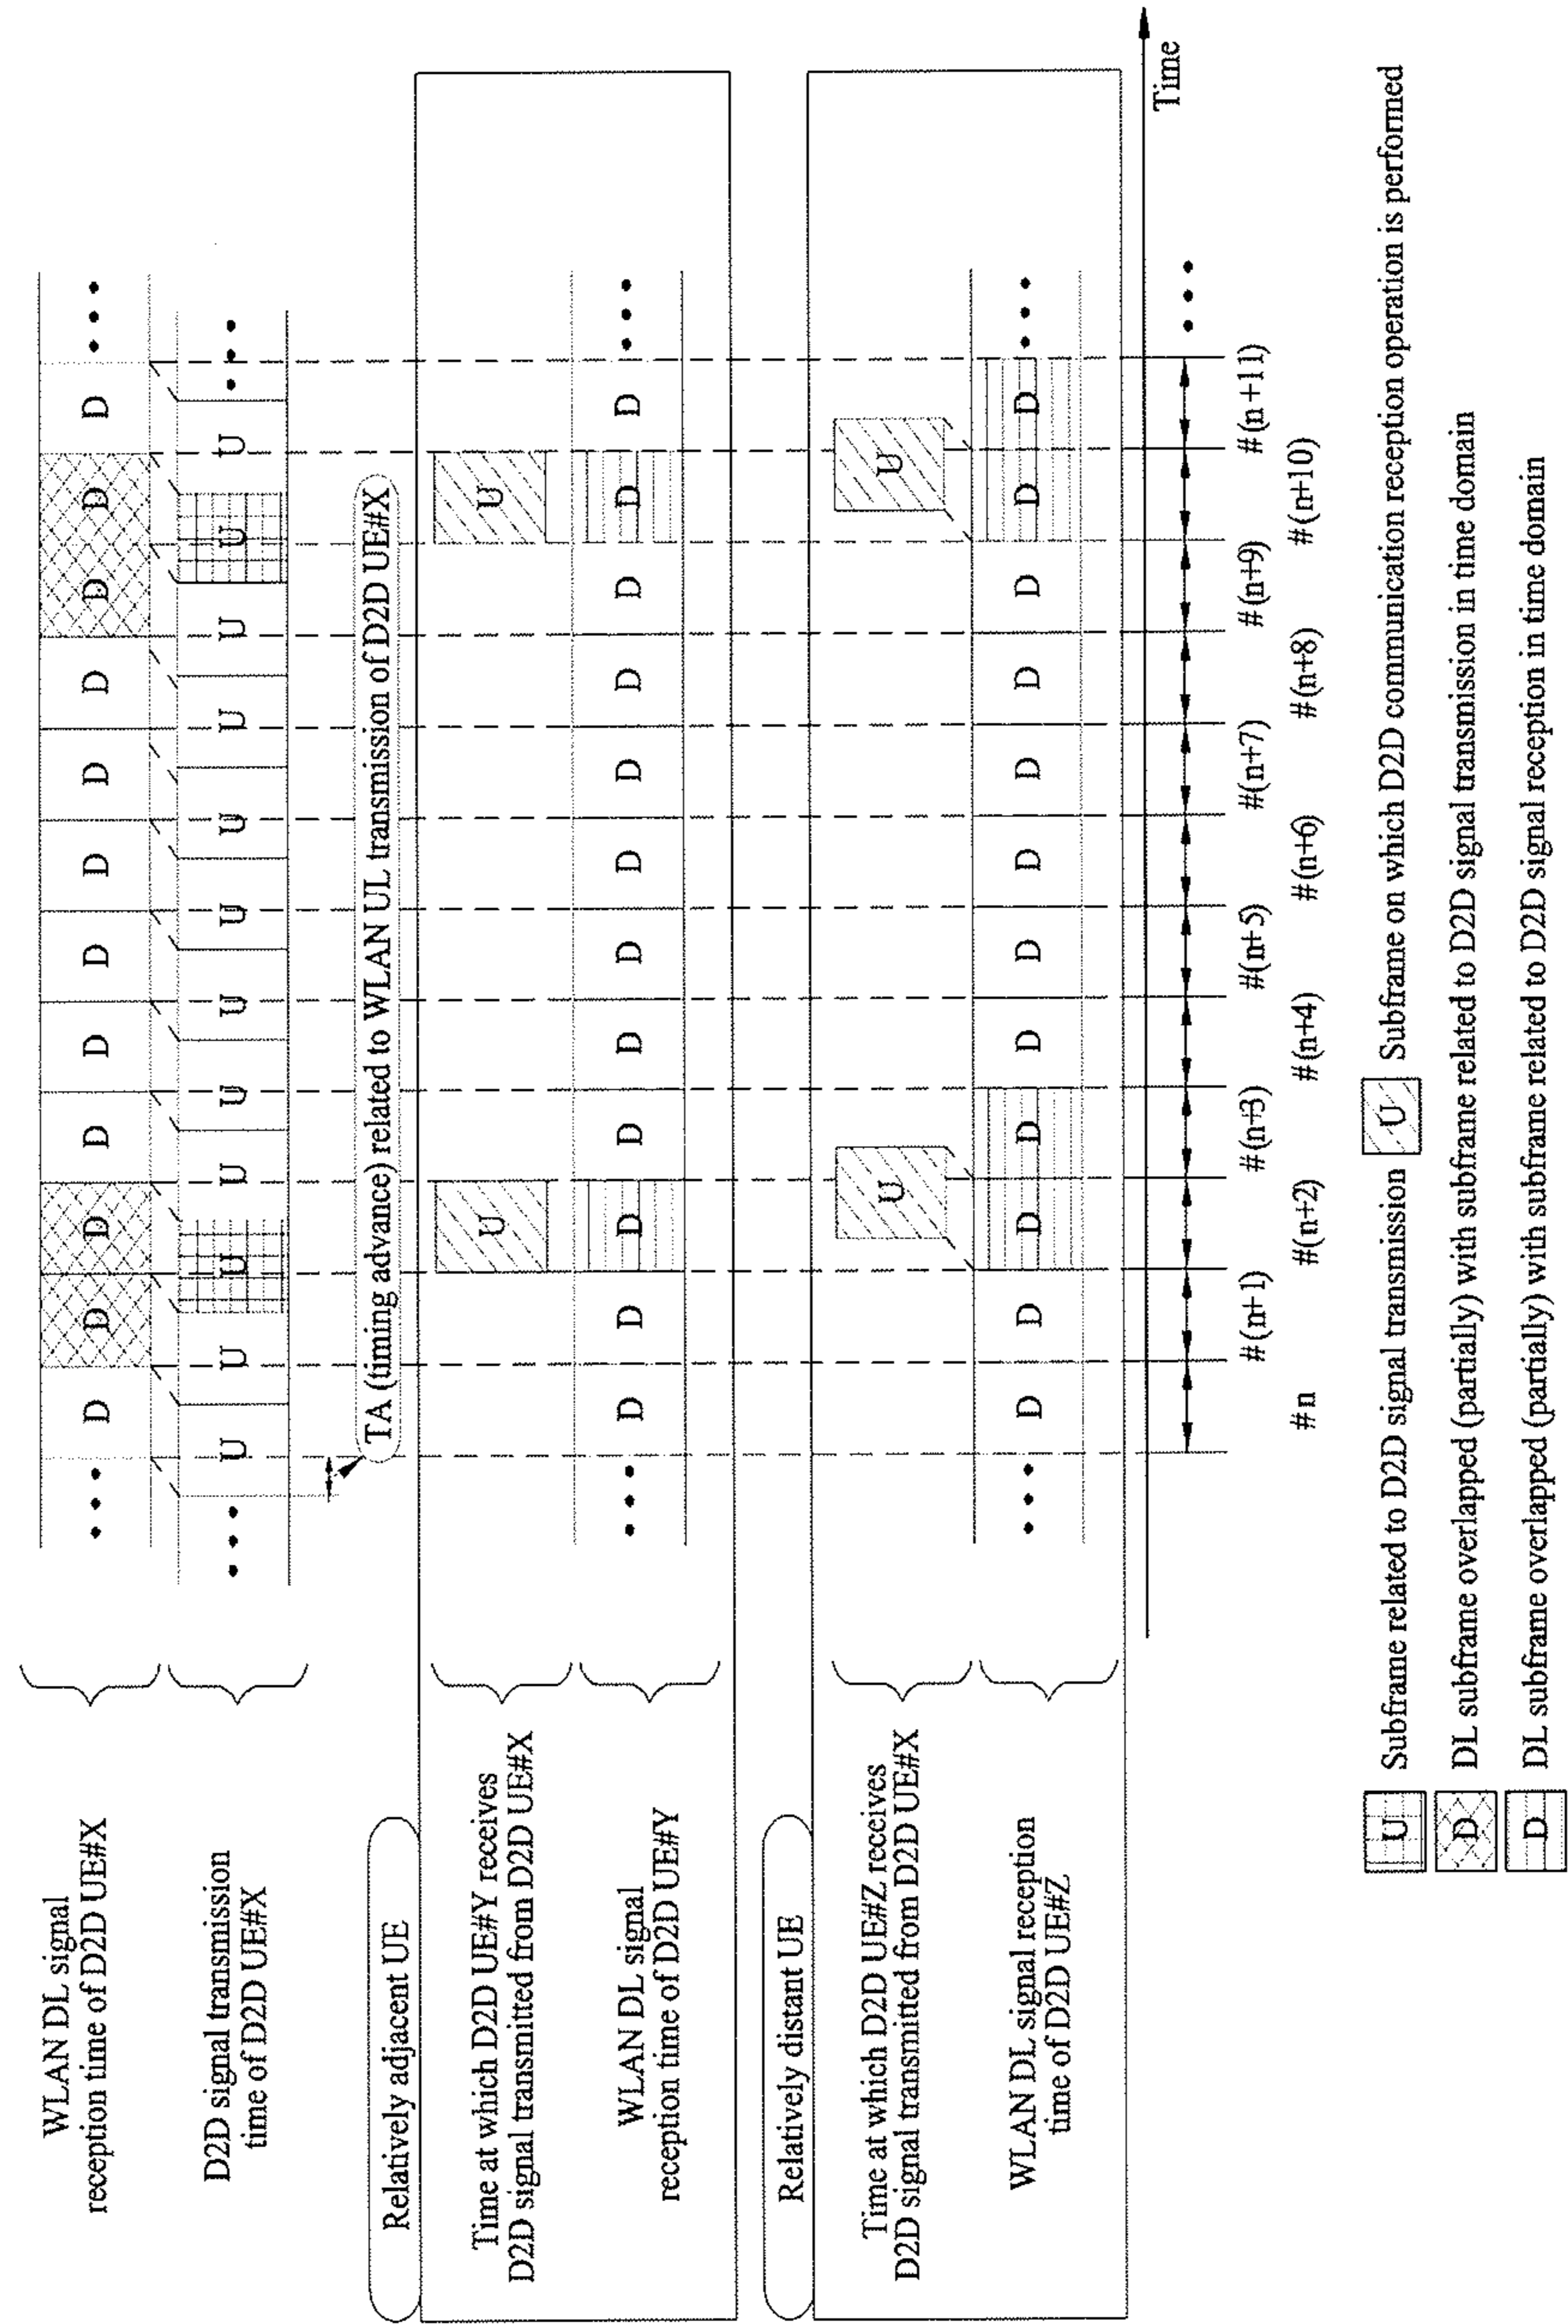 WLAN DL signal
reception time of D2D UE#X
••• D D D D D D D D D D D D •••
D2D signal transmission
time of D2D UE#X
••• U U U U U U U U U U U U •••
TA (timing advance) related to WLAN UL transmission of D2D UE#X
Relatively adjacent UE
Time at which D2D UE#Y receives
D2D signal transmitted from D2D UE#X
U U
WLAN DL signal
reception time of D2D UE#Y
••• D D D D D D D D D D D D •••
Relatively distant UE
Time at which D2D UE#Z receives
D2D signal transmitted from D2D UE#X
U U
WLAN DL signal reception
time of D2D UE#Z
••• D D D D D D D D D D D D •••
Time
•••
#(n+1) #(n+3) #(n+5) #(n+7) #(n+9) #(n+11)
#n #(n+2) #(n+4) #(n+6) #(n+8) #(n+10)
U Subframe related to D2D signal transmission U Subframe on which D2D communication reception operation is performed
D DL subframe overlapped (partially) with subframe related to D2D signal transmission in time domain
D DL subframe overlapped (partially) with subframe related to D2D signal reception in time domain